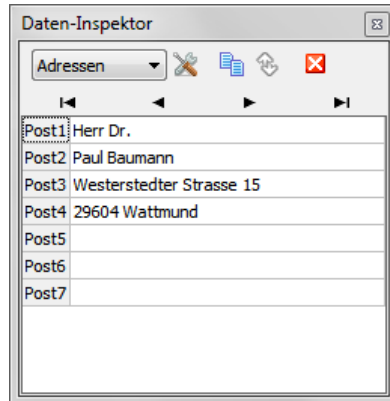 Daten-Inspektor
Adressen
Post1 Herr Dr.
Post2 Paul Baumann
Post3 Westerstedter Strasse 15
Post4 29604 Wattmund
Post5
Post6
Post7